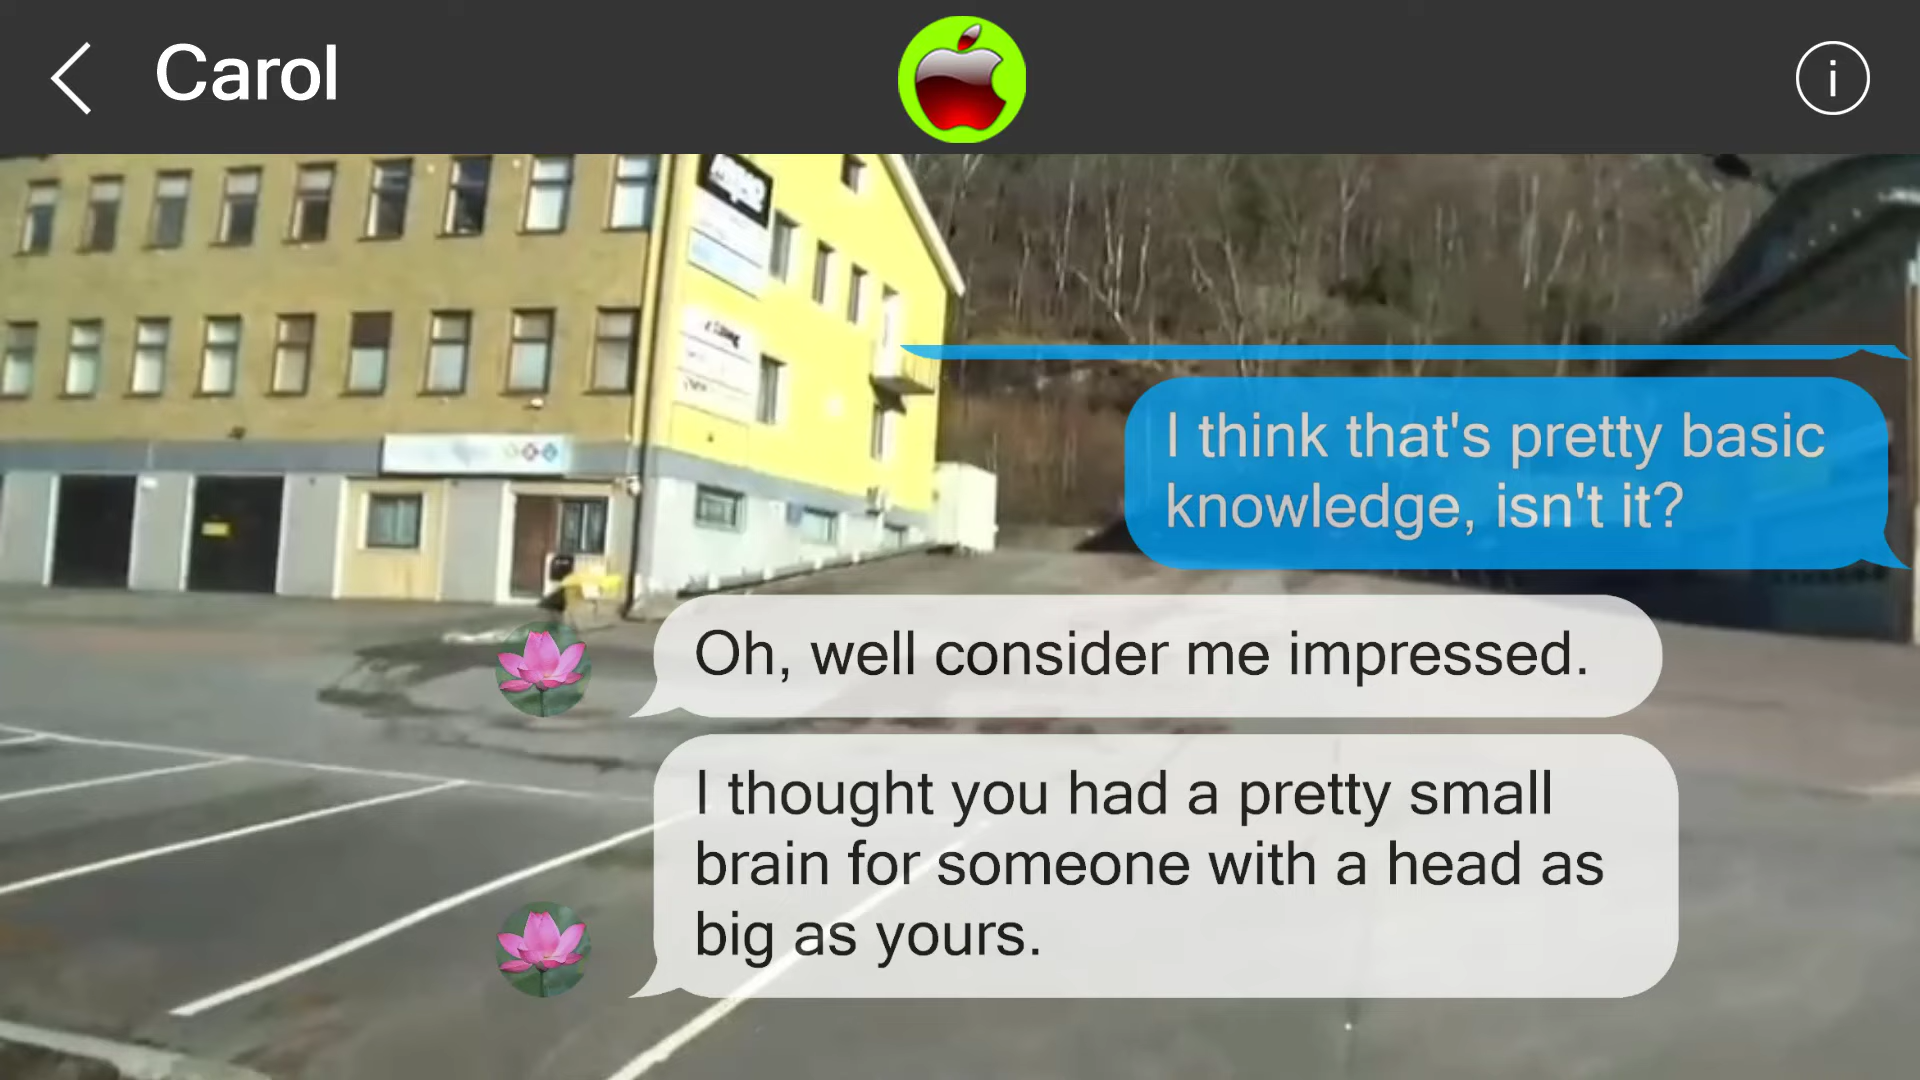 Carol
i
I think that's pretty basic
knowledge, isn't it?
Oh, well consider me impressed.
I thought you had a pretty small
brain for someone with a head as
big as yours.